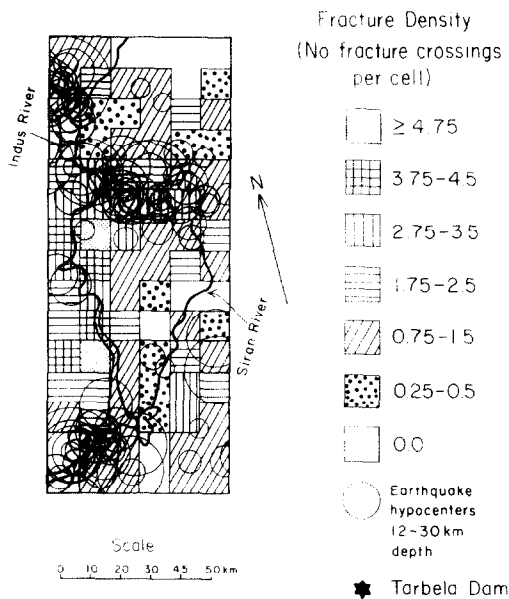 Fracture Density
(No fracture crossings
per cell)
≥ 4.75
3.75-4.5
2.75-3.5
1.75-2.5
0.75-1.5
0.25-0.5
0.0
Earthquake
hypocenters
12-30 km
depth
Tarbela Dam
Indus River
N
Siran River
Scale
0 10 20 30 40 50 km